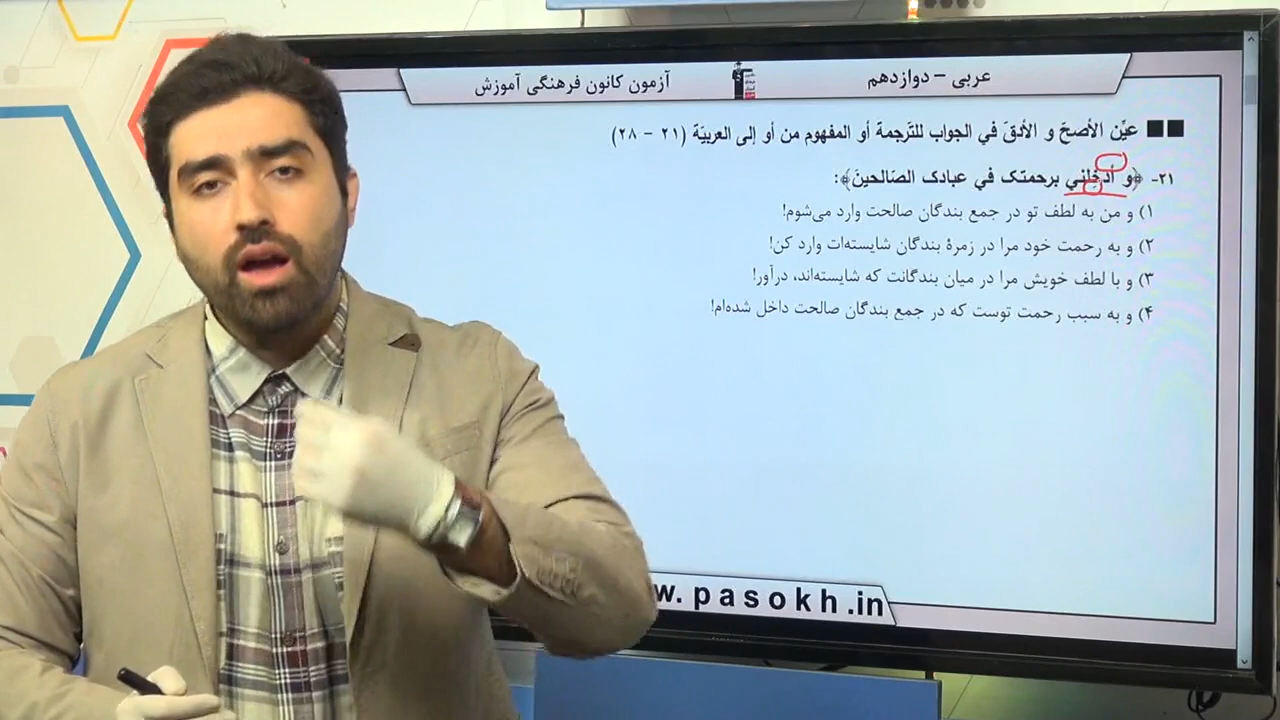 عربی – دوازدهم
آزمون کانون فرهنگی آموزش
■■ عیِّن الأصحّ و الأدقّ في الجواب للتّرجمة أو المفهوم من أو إلی العربیّة (۲۱ – ۲۸)
۲۱- ﴿و أدخِلني برحمتک في عبادک الصّالحینَ﴾:
۱) و من به لطف تو در جمع بندگان صالحت وارد می‌شوم!
۲) و به رحمت خود مرا در زمرهٔ بندگان شایسته‌ات وارد کن!
۳) و با لطف خویش مرا در میان بندگانت که شایسته‌اند، درآور!
۴) و به سبب رحمت توست که در جمع بندگان صالحت داخل شده‌ام!
w.pasokh.in